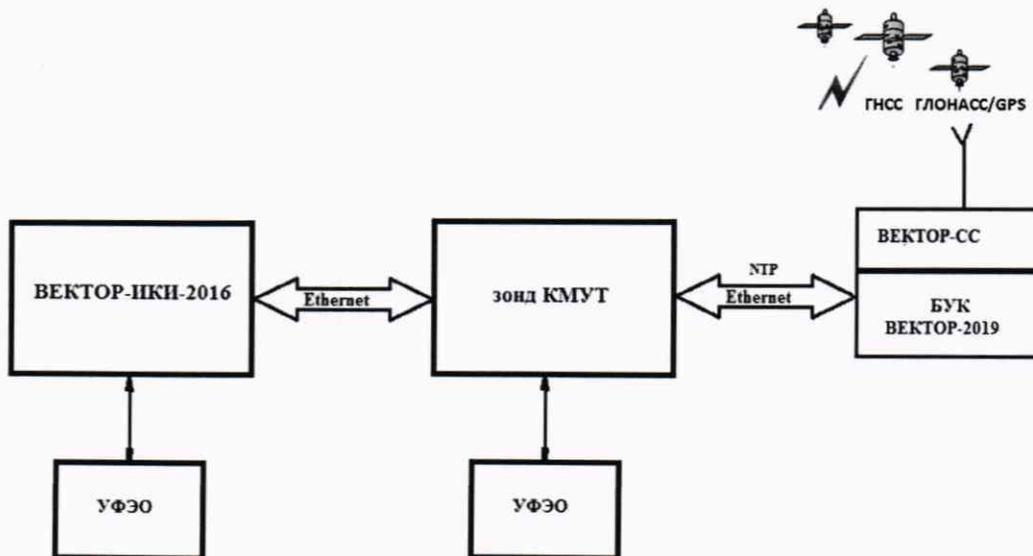 ГНСС ГЛОНАСС/GPS
ВЕКТОР-СС
ВЕКТОР-ИКИ-2016
Ethernet
зонд КМУТ
NTP
Ethernet
БУК
ВЕКТОР-2019
УФЭО
УФЭО